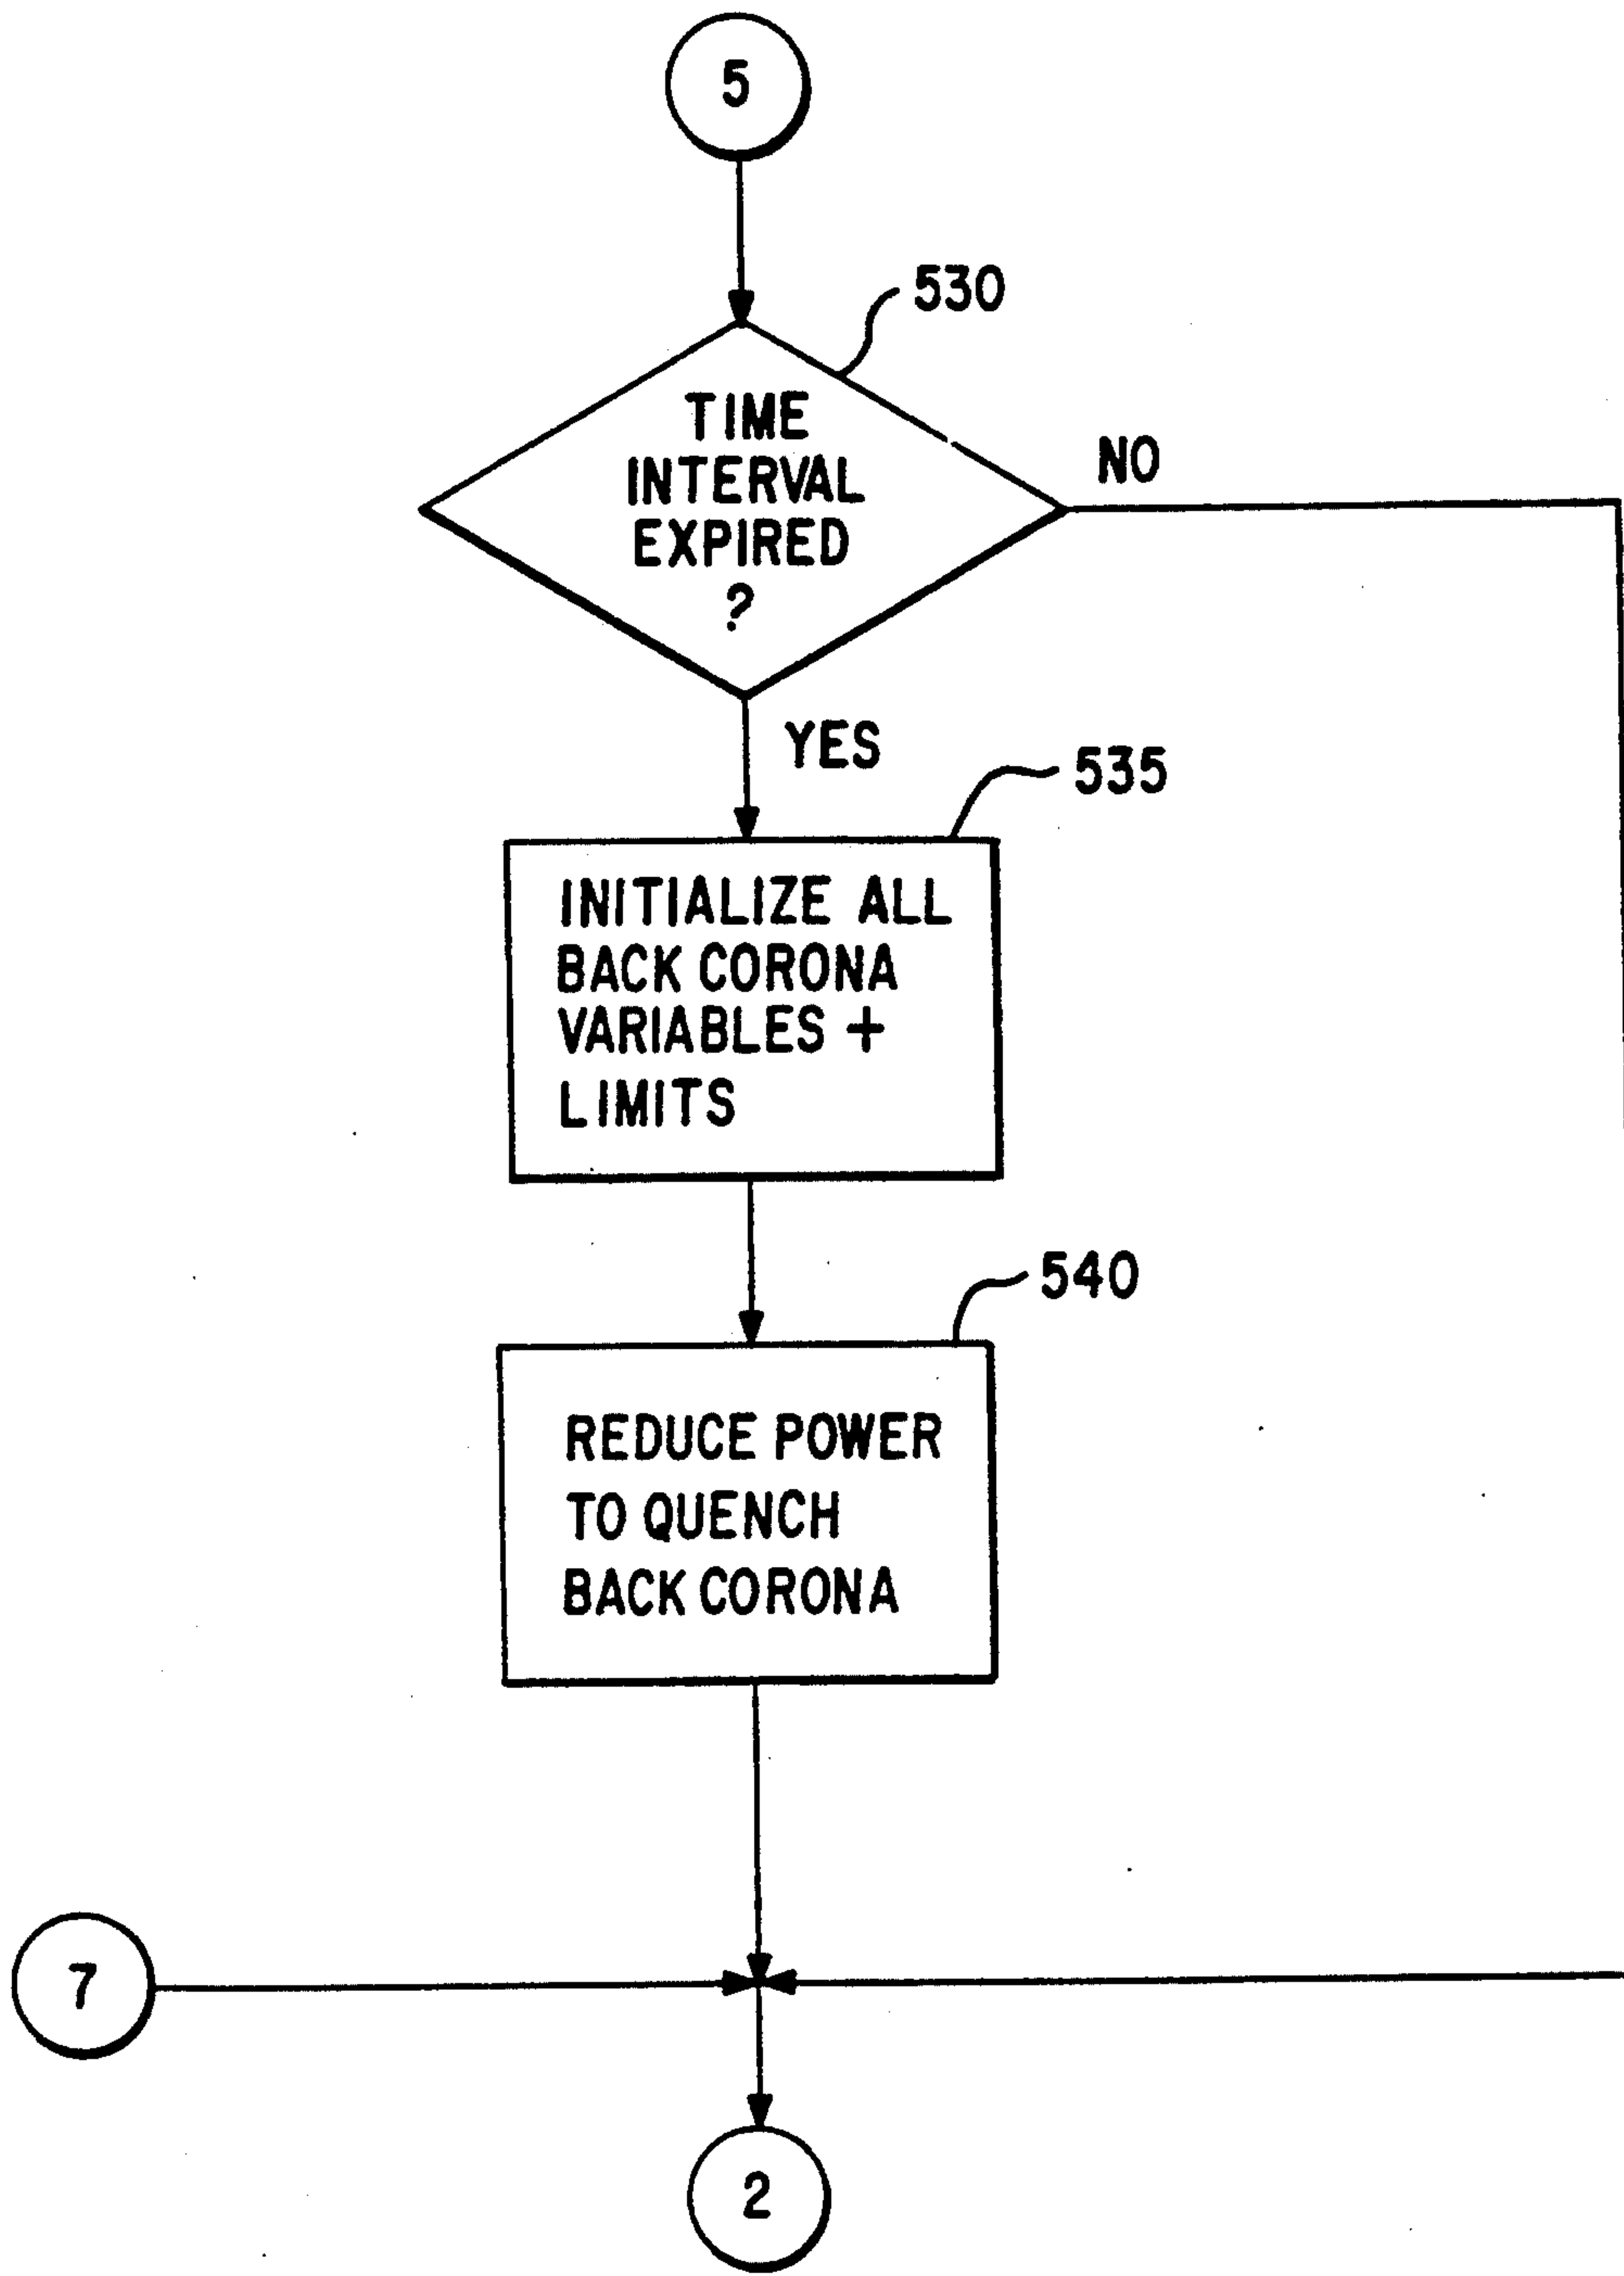 5
530
TIME
INTERVAL
EXPIRED
?
NO
YES
535
INITIALIZE ALL
BACK CORONA
VARIABLES +
LIMITS
540
REDUCE POWER
TO QUENCH
BACK CORONA
7
2